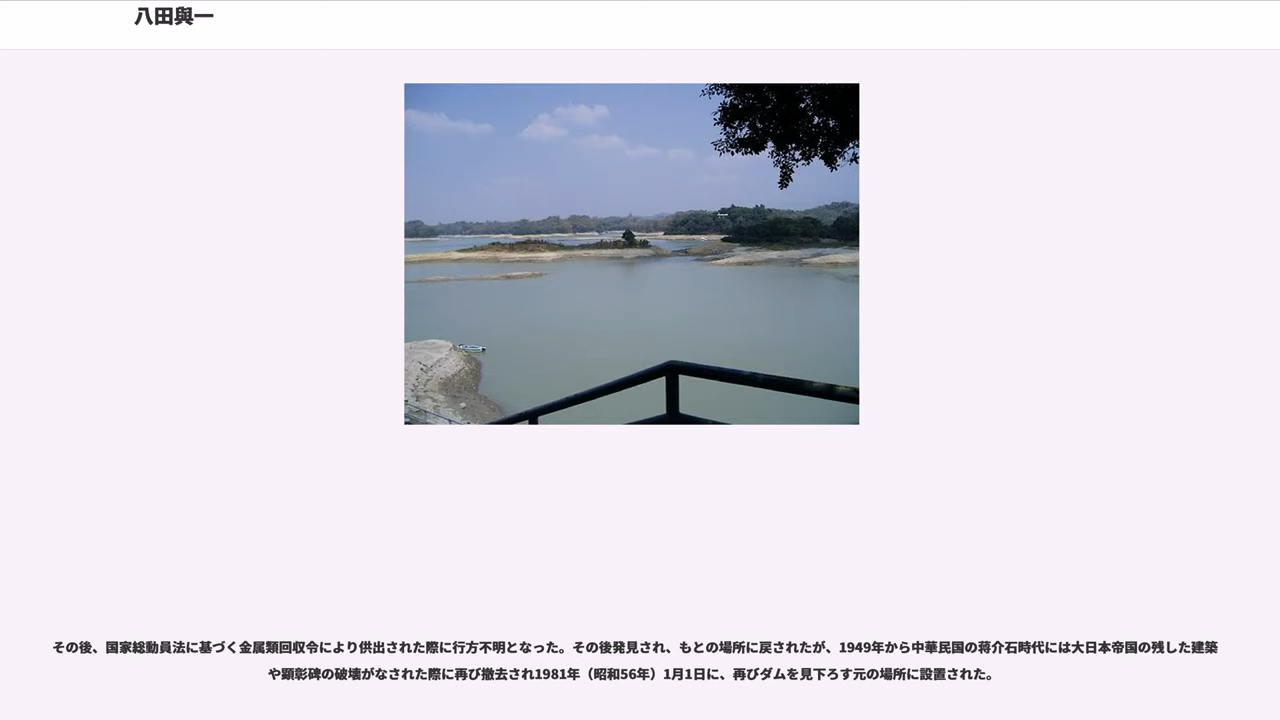 八田與一
その後、国家総動員法に基づく金属類回収令により供出された際に行方不明となった。その後発見され、もとの場所に戻されたが、1949年から中華民国の蒋介石時代には大日本帝国の残した建築
や顕彰碑の破壊がなされた際に再び撤去され1981年（昭和56年）1月1日に、再びダムを見下ろす元の場所に設置された。